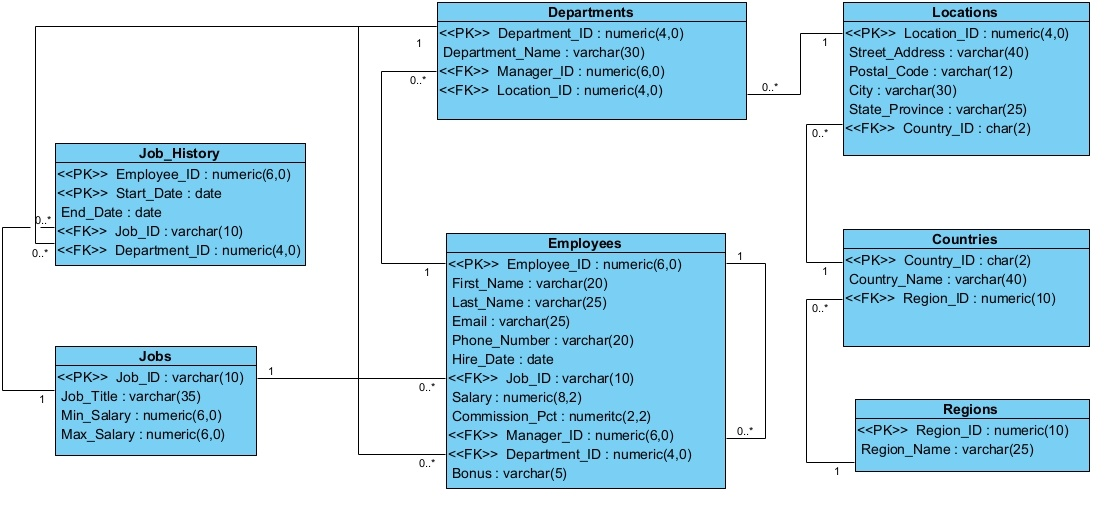 Departments
<<PK>> Department_ID : numeric(4,0)
Department_Name : varchar(30)
<<FK>> Manager_ID : numeric(6,0)
<<FK>> Location_ID : numeric(4,0)
1
0..*
0..*
Locations
<<PK>> Location_ID : numeric(4,0)
Street_Address : varchar(40)
Postal_Code : varchar(12)
City : varchar(30)
State_Province : varchar(25)
<<FK>> Country_ID : char(2)
1
0..*
Job_History
<<PK>> Employee_ID : numeric(6,0)
<<PK>> Start_Date : date
End_Date : date
<<FK>> Job_ID : varchar(10)
<<FK>> Department_ID : numeric(4,0)
0..*
0..*
Employees
<<PK>> Employee_ID : numeric(6,0)
First_Name : varchar(20)
Last_Name : varchar(25)
Email : varchar(25)
Phone_Number : varchar(20)
Hire_Date : date
<<FK>> Job_ID : varchar(10)
Salary : numeric(8,2)
Commission_Pct : numeritc(2,2)
<<FK>> Manager_ID : numeric(6,0)
<<FK>> Department_ID : numeric(4,0)
Bonus : varchar(5)
1
1
0..*
0..*
0..*
Countries
<<PK>> Country_ID : char(2)
Country_Name : varchar(40)
<<FK>> Region_ID : numeric(10)
1
0..*
Jobs
<<PK>> Job_ID : varchar(10)
Job_Title : varchar(35)
Min_Salary : numeric(6,0)
Max_Salary : numeric(6,0)
1
1
Regions
<<PK>> Region_ID : numeric(10)
Region_Name : varchar(25)
1